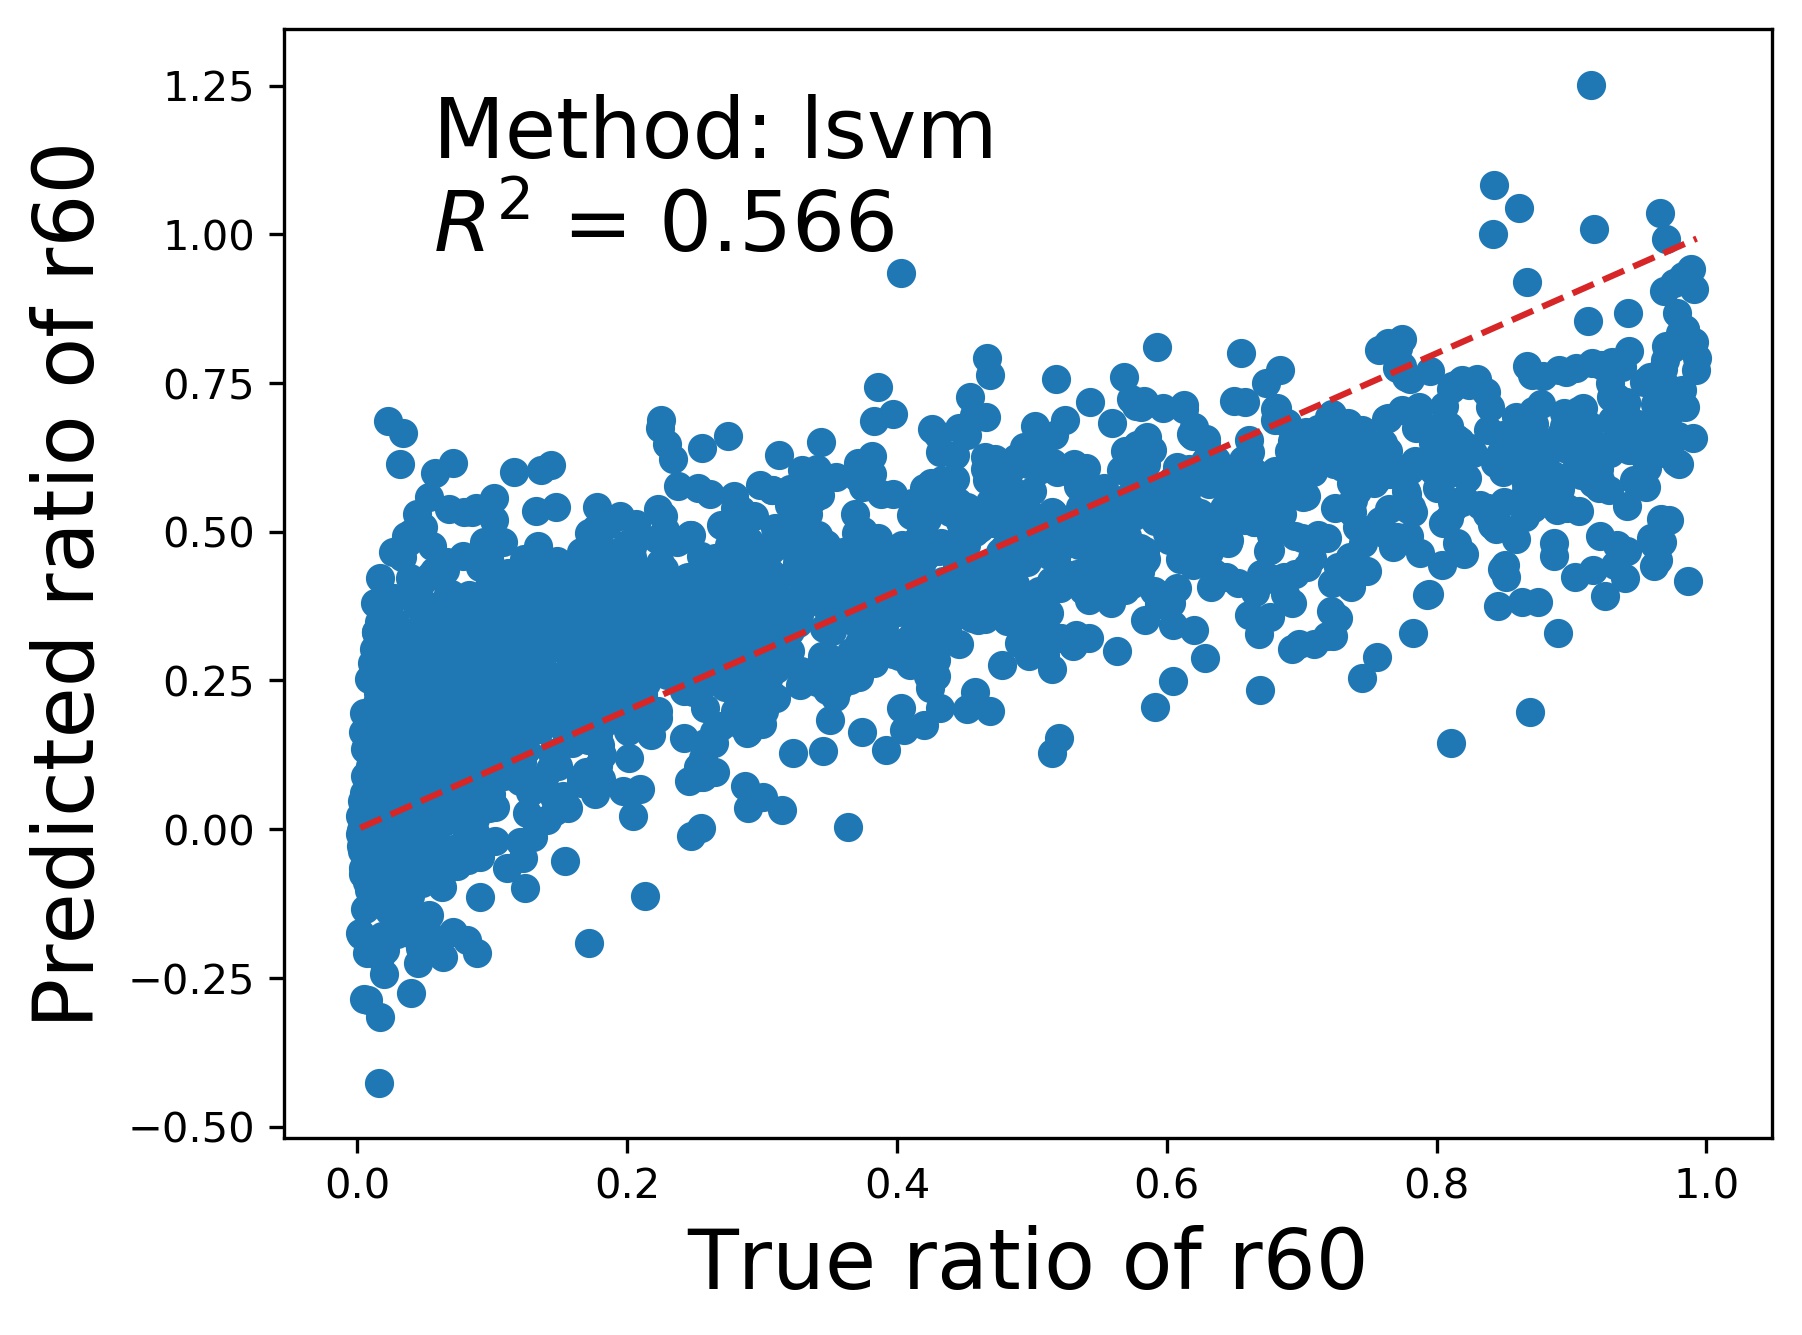 Method: lsvm
R² = 0.566
Predicted ratio of r60
1.25
1.00
0.75
0.50
0.25
0.00
−0.25
−0.50
0.0 0.2 0.4 0.6 0.8 1.0
True ratio of r60